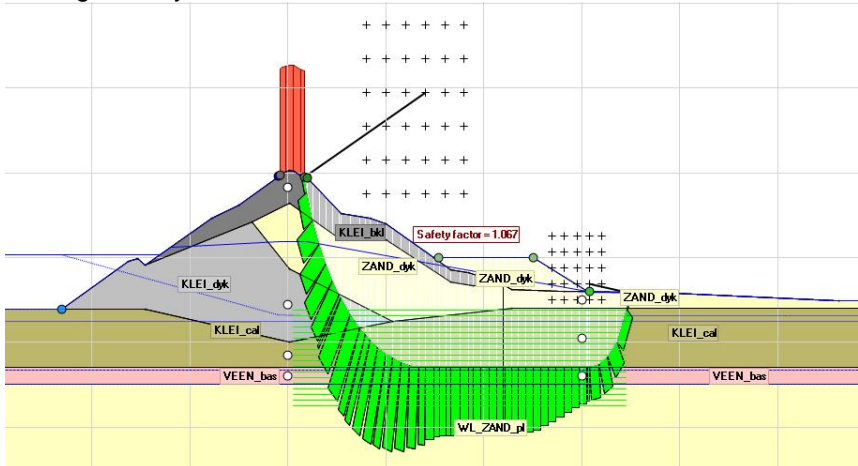 KLEI_bkl
Safety factor = 1.067
ZAND_dyk
ZAND_dyk
KLEI_dyk
ZAND_dyk
KLEI_cal
KLEI_cal
VEEN_bas
VEEN_bas
WL_ZAND_pl